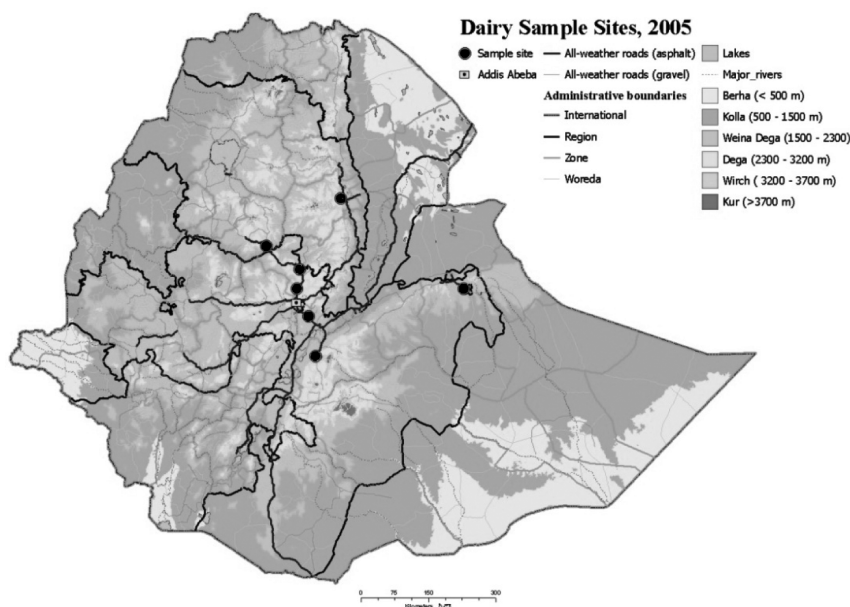 Dairy Sample Sites, 2005
Sample site
Addis Abeba
All-weather roads (asphalt)
All-weather roads (gravel)
Administrative boundaries
International
Region
Zone
Woreda
Lakes
Major_rivers
Berha (< 500 m)
Kolla (500 - 1500 m)
Weina Dega (1500 - 2300)
Dega (2300 - 3200 m)
Wirch ( 3200 - 3700 m)
Kur (>3700 m)
0 75 150 300